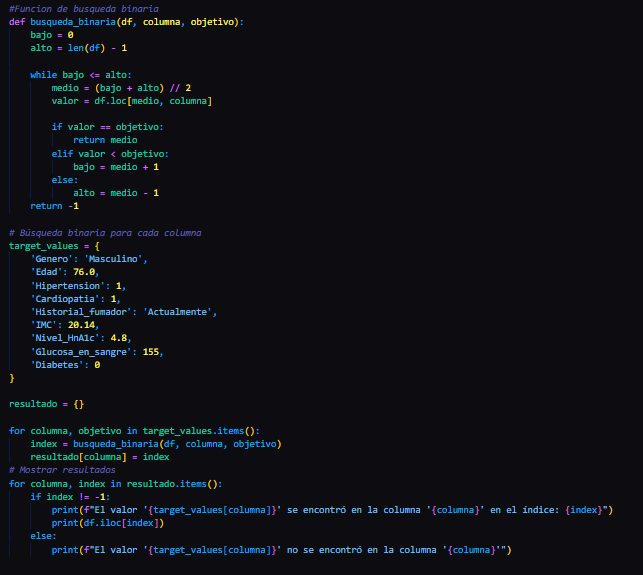 #Funcion de busqueda binaria
def busqueda_binaria(df, columna, objetivo):
    bajo = 0
    alto = len(df) - 1

    while bajo <= alto:
        medio = (bajo + alto) // 2
        valor = df.loc[medio, columna]

        if valor == objetivo:
            return medio
        elif valor < objetivo:
            bajo = medio + 1
        else:
            alto = medio - 1
    return -1

# Búsqueda binaria para cada columna
target_values = {
    'Genero': 'Masculino',
    'Edad': 76.0,
    'Hipertension': 1,
    'Cardiopatia': 1,
    'Historial_fumador': 'Actualmente',
    'IMC': 20.14,
    'Nivel_HnA1c': 4.8,
    'Glucosa_en_sangre': 155,
    'Diabetes': 0
}

resultado = {}

for columna, objetivo in target_values.items():
    index = busqueda_binaria(df, columna, objetivo)
    resultado[columna] = index
# Mostrar resultados
for columna, index in resultado.items():
    if index != -1:
        print(f"El valor '{target_values[columna]}' se encontró en la columna '{columna}' en el índice: {index}")
        print(df.iloc[index])
    else:
        print(f"El valor '{target_values[columna]}' no se encontró en la columna '{columna}'")